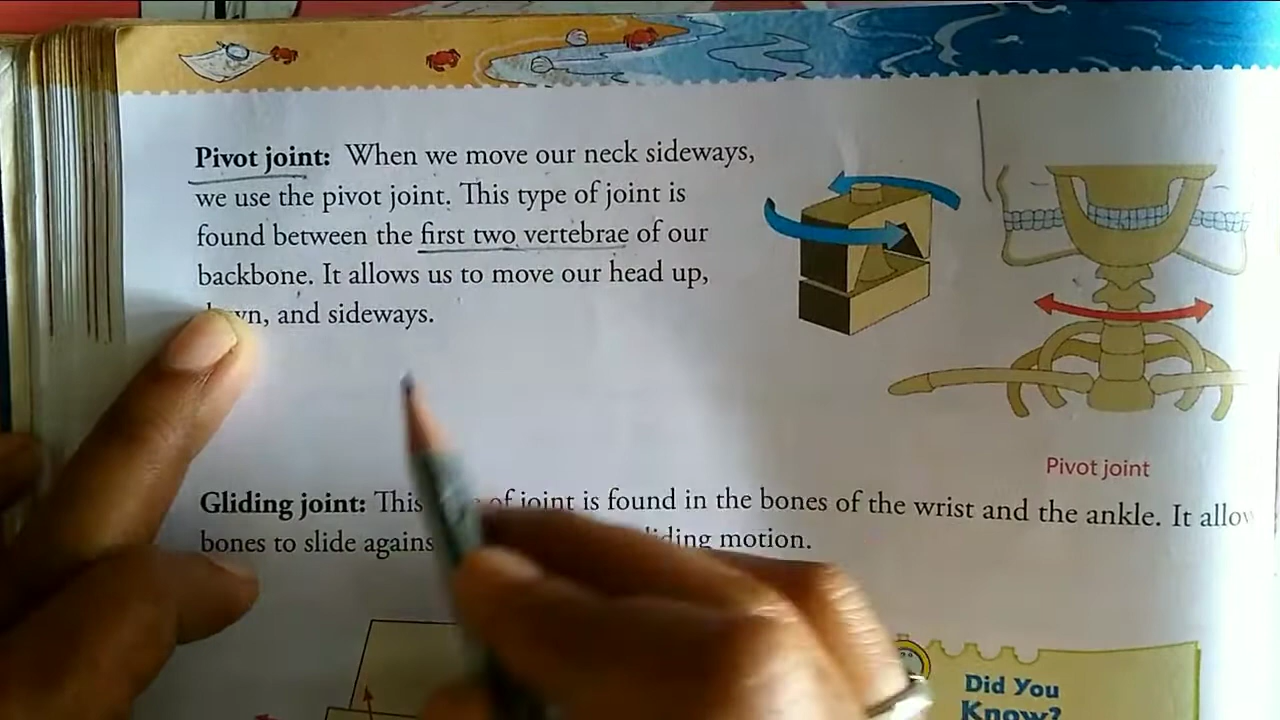 Pivot joint: When we move our neck sideways,
we use the pivot joint. This type of joint is
found between the first two vertebrae of our
backbone. It allows us to move our head up,
and sideways.
Pivot joint
Gliding joint: This of joint is found in the bones of the wrist and the ankle. It
bones to slide motion.
Did You
Know?